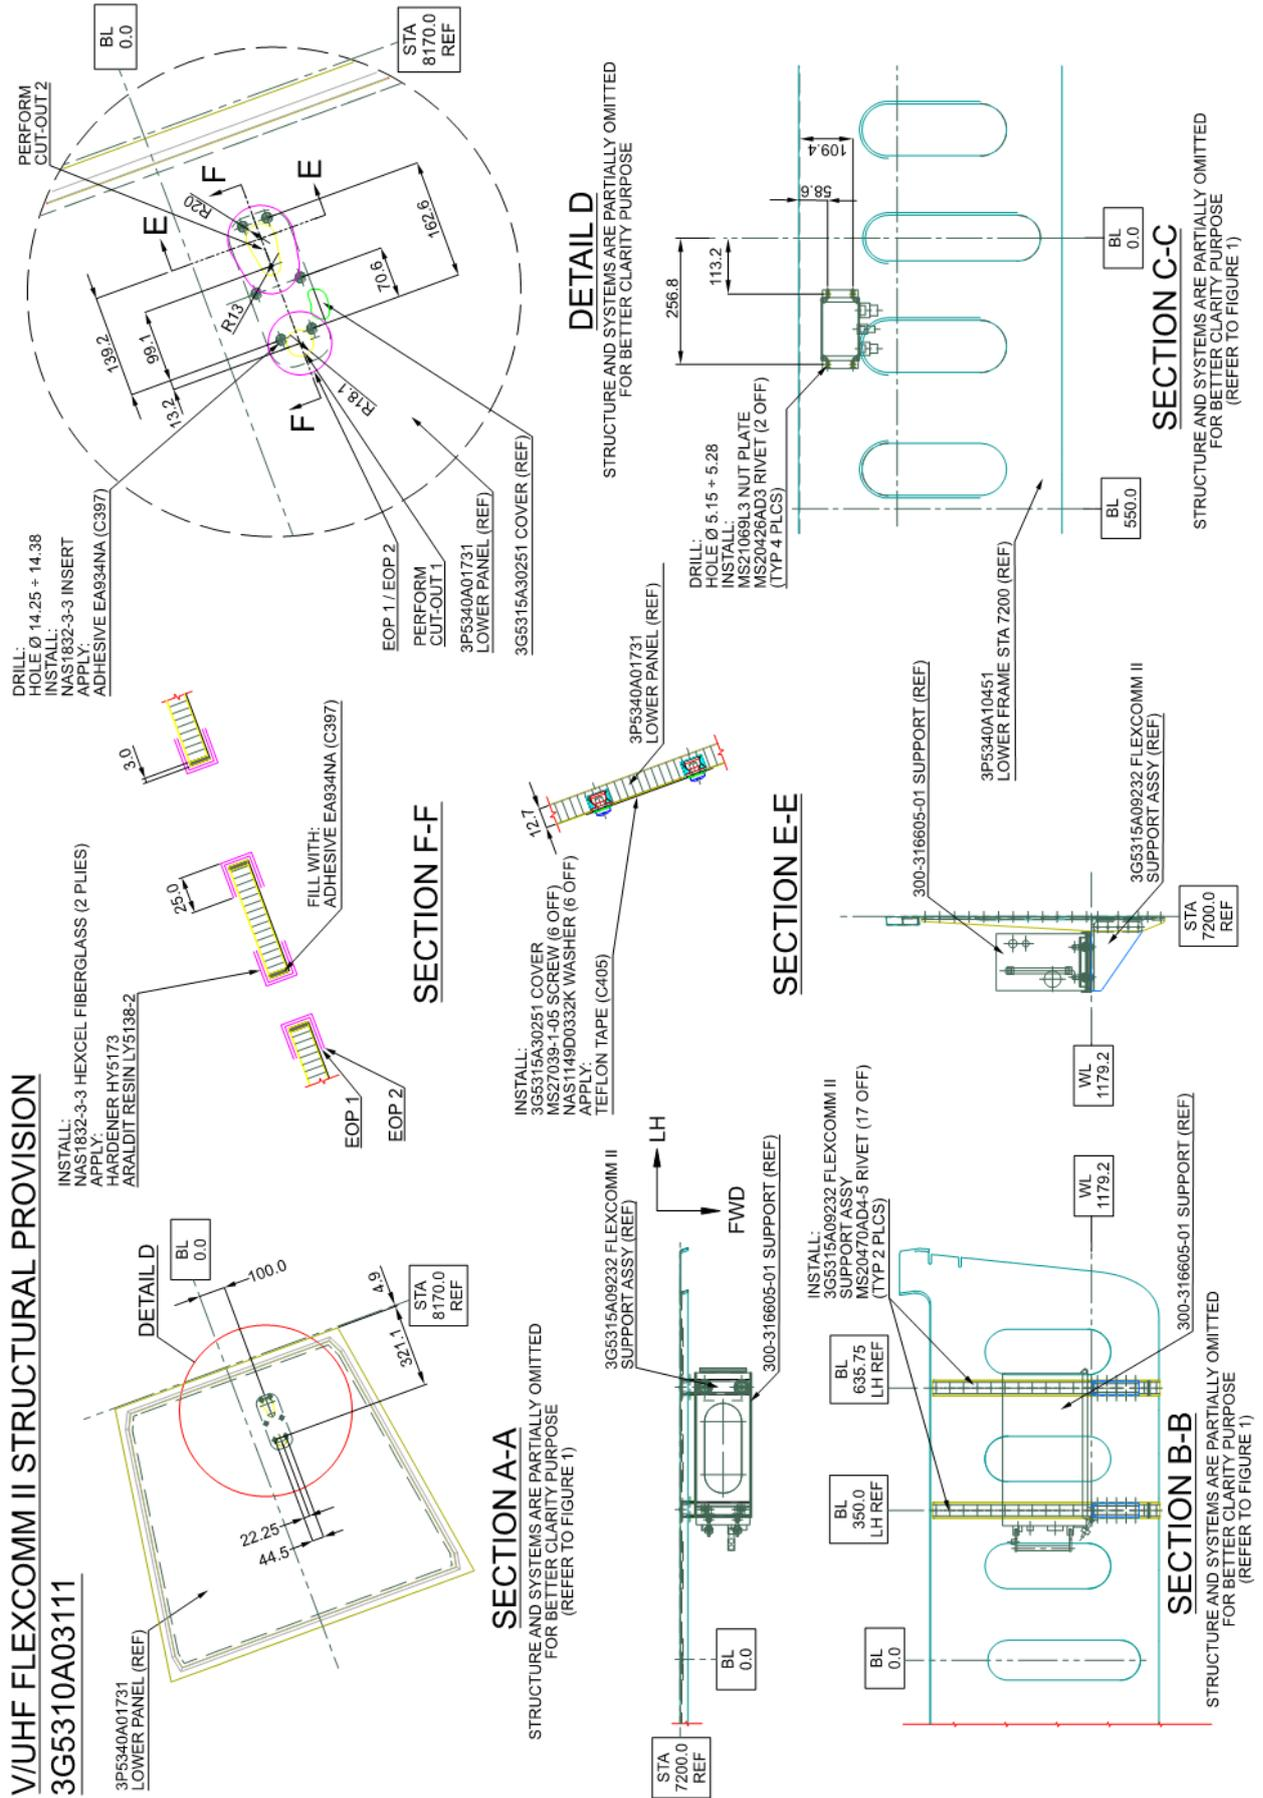 V/UHF FLEXCOMM II STRUCTURAL PROVISION
3G5310A03111
3P5340A01731
LOWER PANEL (REF)
DETAIL D
BL
0.0
100.0
4.9
321.1
STA
8170.0
REF
22.25
44.5
SECTION A-A
STRUCTURE AND SYSTEMS ARE PARTIALLY OMITTED
FOR BETTER CLARITY PURPOSE
(REFER TO FIGURE 1)
INSTALL:
NAS1832-3-3 HEXCEL FIBERGLASS (2 PLIES)
APPLY:
HARDENER HY5173
ARALDIT RESIN LY5138-2
EOP 1
EOP 2
25.0
3.0
FILL WITH:
ADHESIVE EA934NA (C397)
SECTION F-F
DRILL:
HOLE Ø 14.25 ÷ 14.38
INSTALL:
NAS1832-3-3 INSERT
APPLY:
ADHESIVE EA934NA (C397)
PERFORM
CUT-OUT 2
BL
0.0
STA
8170.0
REF
E
F
R20
E
139.2
99.1
13.2
R13
162.6
70.6
F
R18.1
EOP 1 / EOP 2
PERFORM
CUT-OUT 1
3P5340A01731
LOWER PANEL (REF)
3G5315A30251 COVER (REF)
DETAIL D
STRUCTURE AND SYSTEMS ARE PARTIALLY OMITTED
FOR BETTER CLARITY PURPOSE
INSTALL:
3G5315A30251 COVER
MS27039-1-05 SCREW (6 OFF)
NAS1149D0332K WASHER (6 OFF)
APPLY:
TEFLON TAPE (C405)
12.7
3P5340A01731
LOWER PANEL (REF)
SECTION E-E
STA
7200.0
REF
BL
0.0
LH
FWD
3G5315A09232 FLEXCOMM II
SUPPORT ASSY (REF)
300-316605-01 SUPPORT (REF)
BL
0.0
BL
350.0
LH REF
BL
635.75
LH REF
INSTALL:
3G5315A09232 FLEXCOMM II
SUPPORT ASSY
MS20470AD4-5 RIVET (17 OFF)
(TYP 2 PLCS)
WL
1179.2
300-316605-01 SUPPORT (REF)
SECTION B-B
STRUCTURE AND SYSTEMS ARE PARTIALLY OMITTED
FOR BETTER CLARITY PURPOSE
(REFER TO FIGURE 1)
WL
1179.2
300-316605-01 SUPPORT (REF)
3G5315A09232 FLEXCOMM II
SUPPORT ASSY (REF)
STA
7200.0
REF
DRILL:
HOLE Ø 5.15 ÷ 5.28
INSTALL:
MS21069L3 NUT PLATE
MS20426AD3 RIVET (2 OFF)
(TYP 4 PLCS)
256.8
113.2
58.6
109.4
3P5340A10451
LOWER FRAME STA 7200 (REF)
BL
550.0
BL
0.0
SECTION C-C
STRUCTURE AND SYSTEMS ARE PARTIALLY OMITTED
FOR BETTER CLARITY PURPOSE
(REFER TO FIGURE 1)